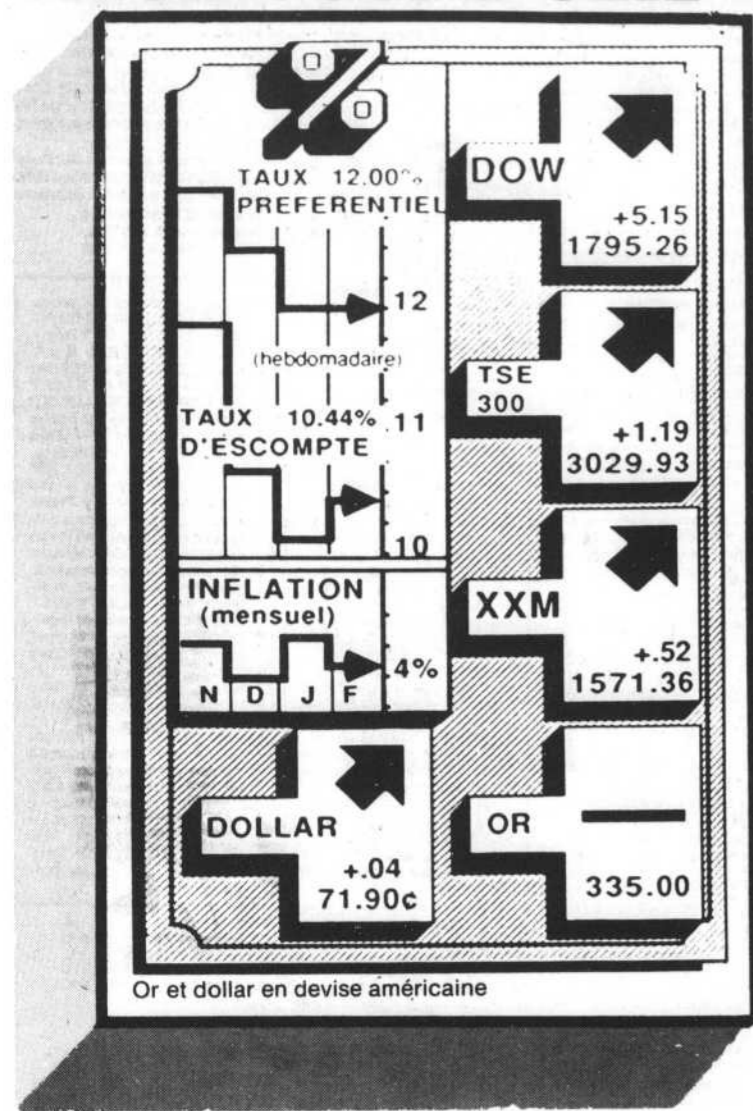 %
TAUX 12.00%
PREFERENTIEL
12
(hebdomadaire)
TAUX 10.44%
D'ESCOMPTE
11
10
INFLATION
(mensuel)
4%
N D J F
DOW
+5.15
1795.26
TSE
300
+1.19
3029.93
XXM
+.52
1571.36
DOLLAR
+.04
71.90¢
OR
335.00
Or et dollar en devise américaine